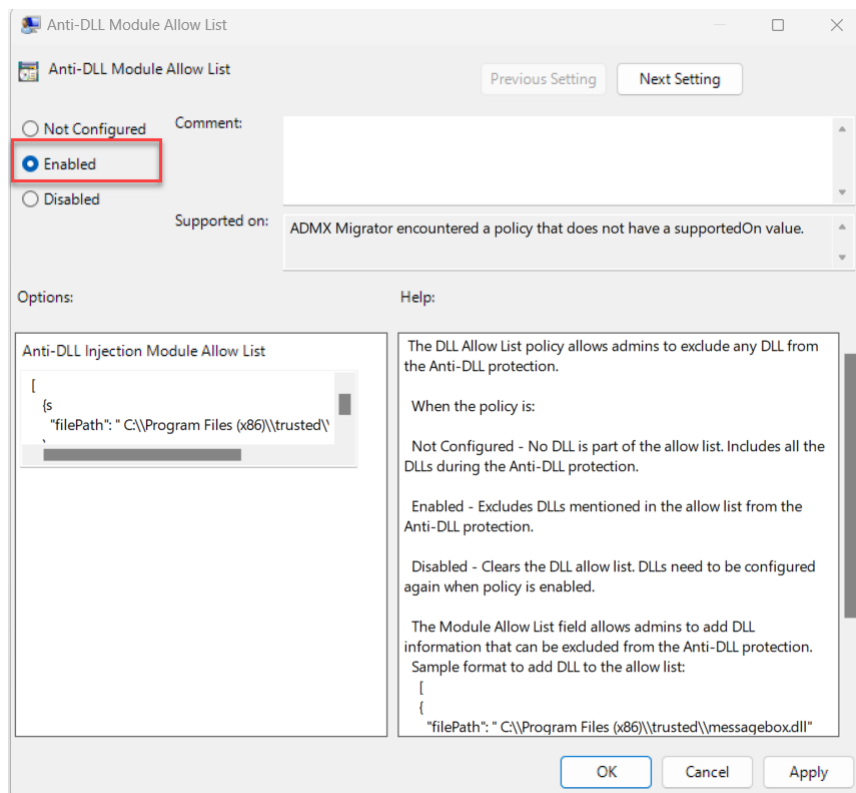 Anti-DLL Module Allow List
Anti-DLL Module Allow List
Previous Setting
Next Setting
Not Configured
Comment:
Enabled
Disabled
Supported on:
ADMX Migrator encountered a policy that does not have a supportedOn value.
Options:
Help:
Anti-DLL Injection Module Allow List
[
{s
"filePath": " C:\\Program Files (x86)\\trusted\'
The DLL Allow List policy allows admins to exclude any DLL from
the Anti-DLL protection.
When the policy is:
Not Configured - No DLL is part of the allow list. Includes all the
DLLs during the Anti-DLL protection.
Enabled - Excludes DLLs mentioned in the allow list from the
Anti-DLL protection.
Disabled - Clears the DLL allow list. DLLs need to be configured
again when policy is enabled.
The Module Allow List field allows admins to add DLL
information that can be excluded from the Anti-DLL protection.
Sample format to add DLL to the allow list:
[
{
"filePath": " C:\\Program Files (x86)\\trusted\\messagebox.dll"
OK
Cancel
Apply